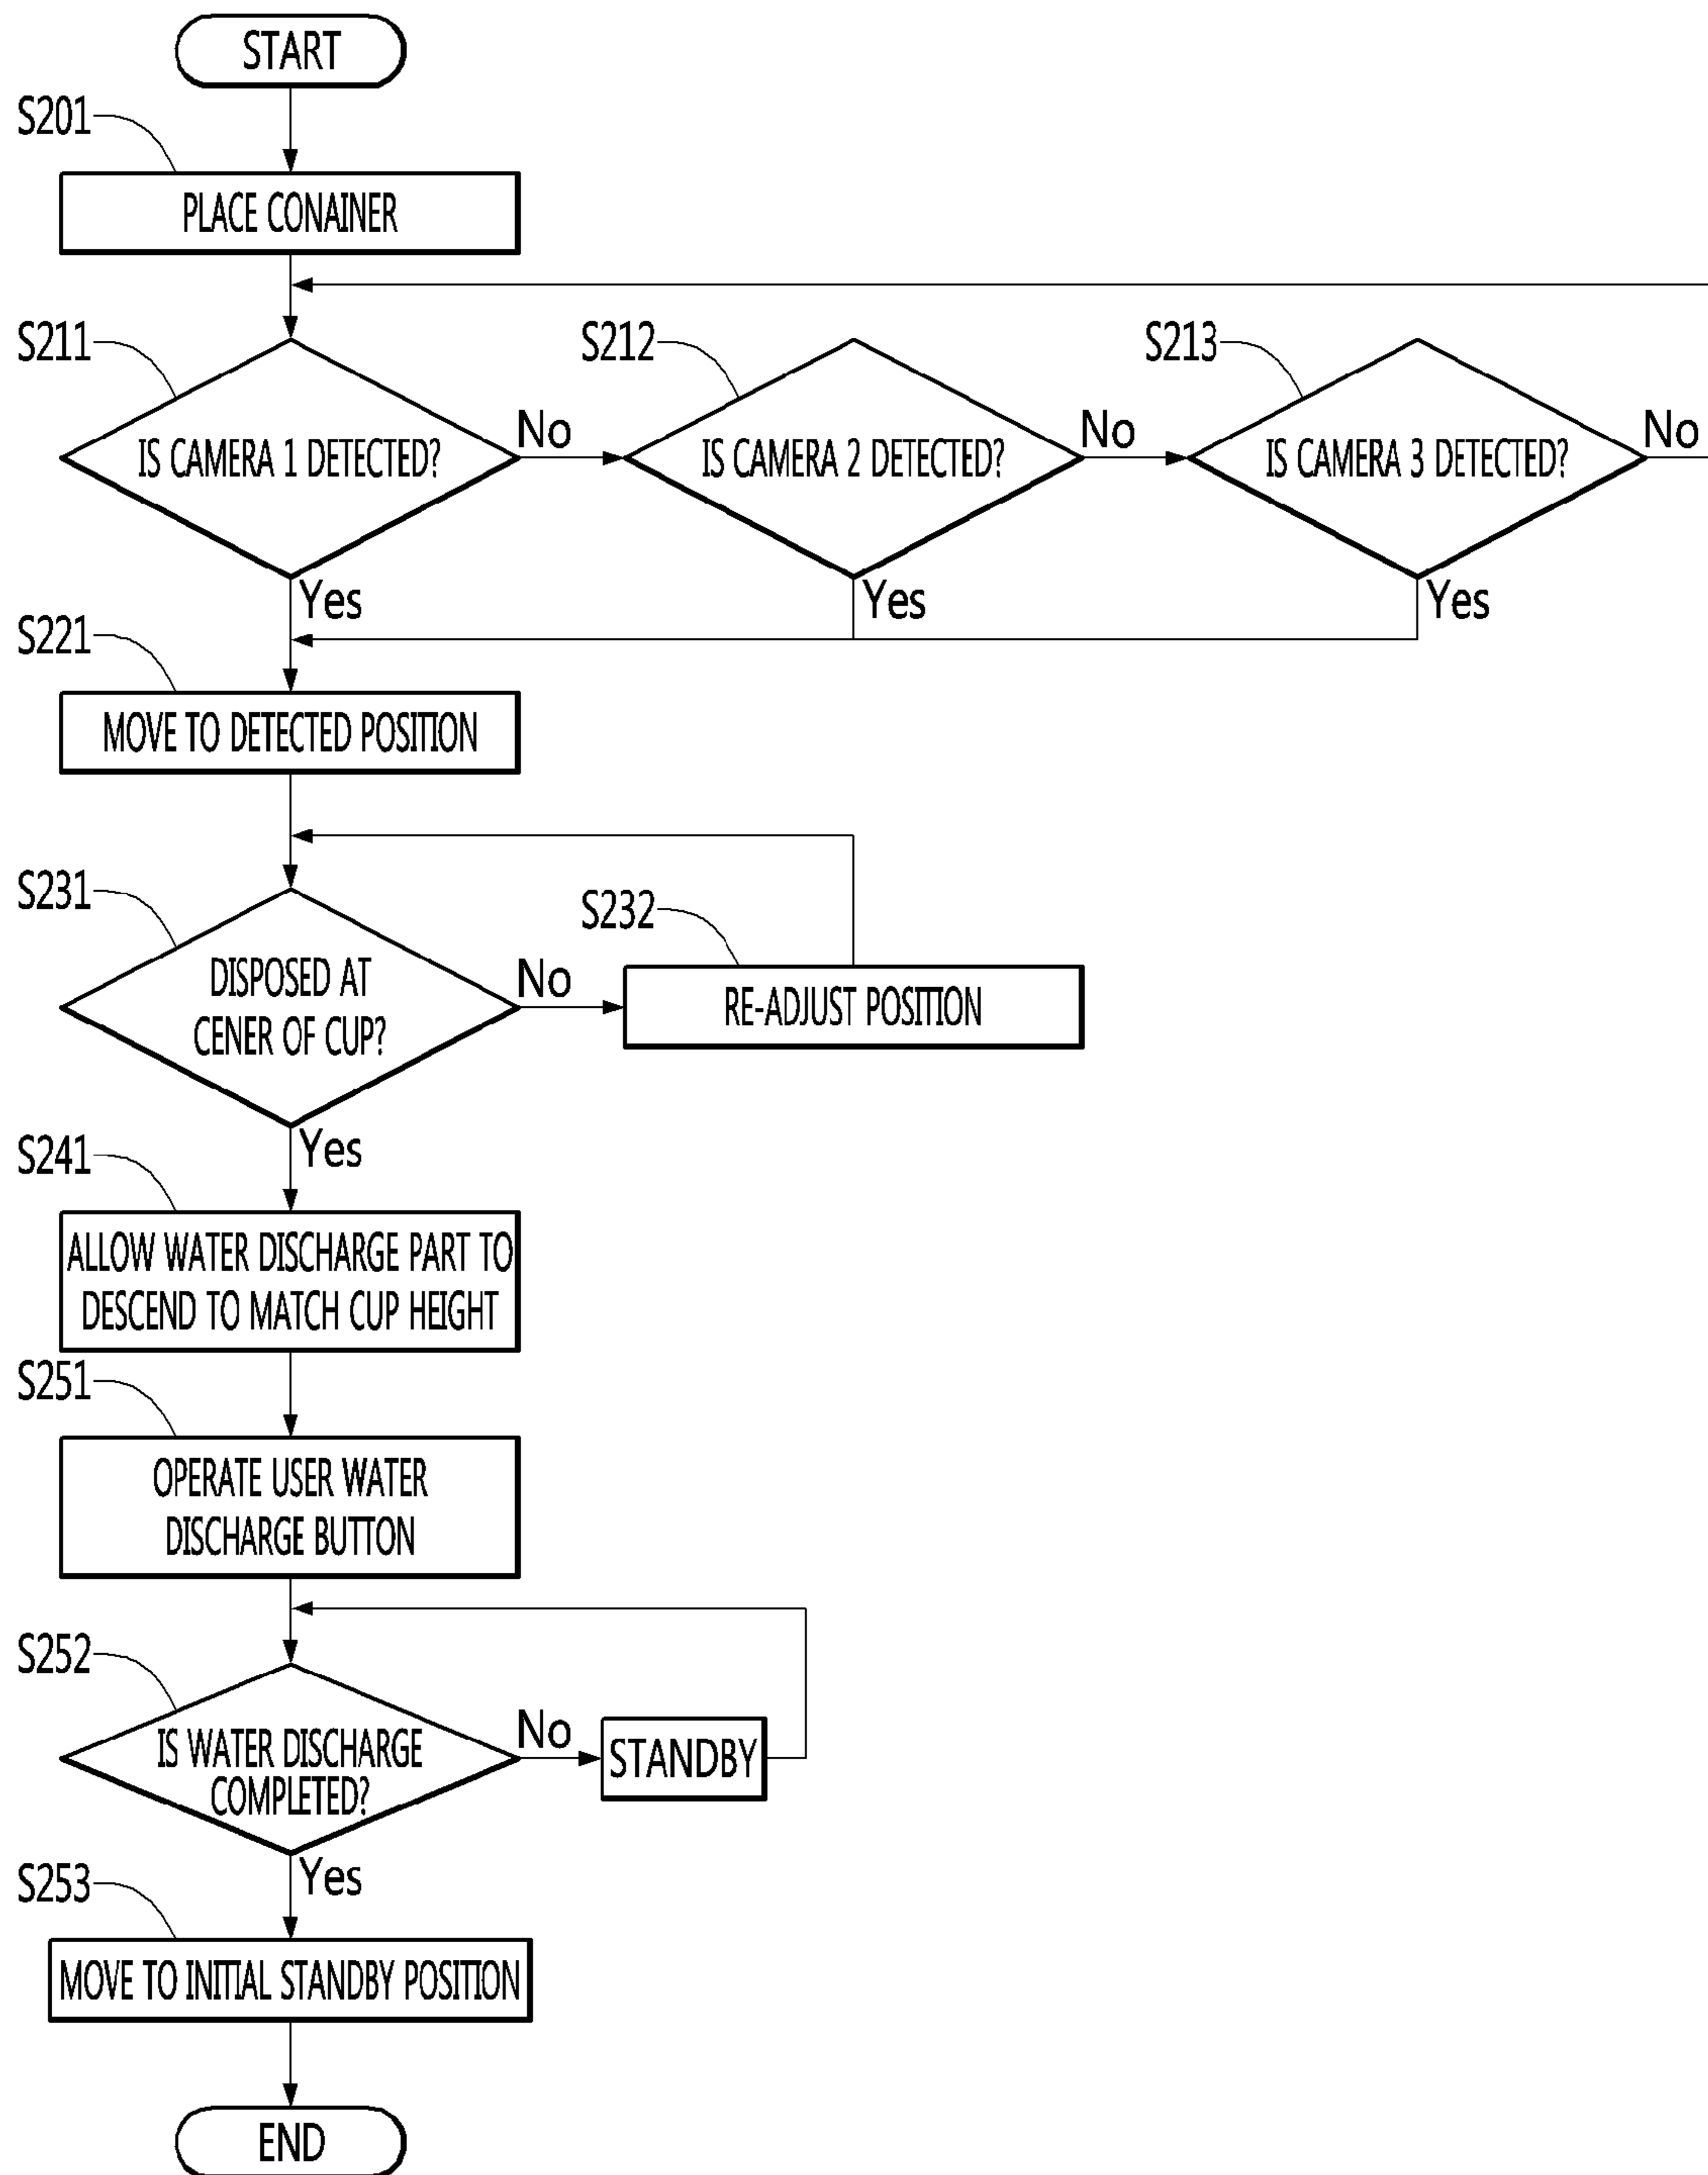 START
S201
PLACE CONAINER
S211
S212
S213
IS CAMERA 1 DETECTED?
No
IS CAMERA 2 DETECTED?
No
IS CAMERA 3 DETECTED?
No
Yes
Yes
Yes
S221
MOVE TO DETECTED POSITION
S231
S232
DISPOSED AT
CENER OF CUP?
No
RE-ADJUST POSITION
Yes
S241
ALLOW WATER DISCHARGE PART TO
DESCEND TO MATCH CUP HEIGHT
S251
OPERATE USER WATER
DISCHARGE BUTTON
S252
IS WATER DISCHARGE
COMPLETED?
No
STANDBY
Yes
S253
MOVE TO INITIAL STANDBY POSITION
END